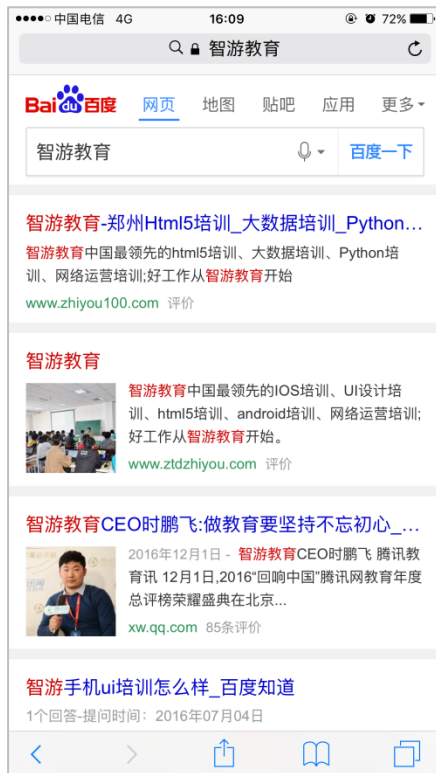 中国电信 4G 16:09 72%
智游教育
Bai du 百度 网页 地图 贴吧 应用 更多
智游教育 百度一下
智游教育-郑州Html5培训_大数据培训_Python...
智游教育中国最领先的html5培训、大数据培训、Python培
训、网络运营培训;好工作从智游教育开始
www.zhiyou100.com 评价
智游教育
智游教育中国最领先的IOS培训、UI设计培
训、html5培训、android培训、网络运营培训;
好工作从智游教育开始。
www.ztdzhiyou.com 评价
智游教育CEO时鹏飞:做教育要坚持不忘初心_...
2016年12月1日 - 智游教育CEO时鹏飞 腾讯教
育讯 12月1日,2016“回响中国”腾讯网教育年度
总评榜荣耀盛典在北京...
xw.qq.com 85条评价
智游手机ui培训怎么样_百度知道
1个回答-提问时间：2016年07月04日